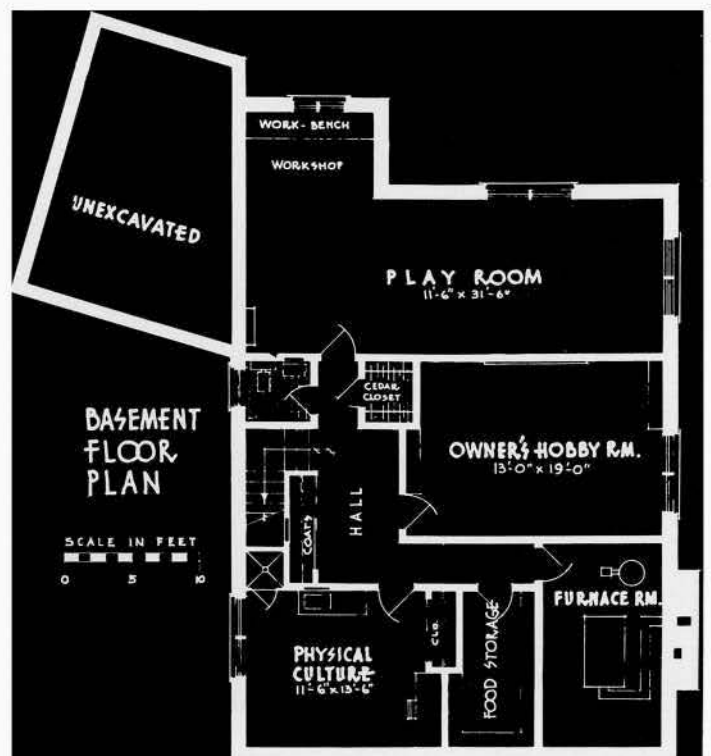 WORK-BENCH
WORKSHOP
UNEXCAVATED
PLAY ROOM
11'-6" x 31'-6"
CEDAR
CLOSET
BASEMENT
FLOOR
PLAN
OWNER'S HOBBY RM.
13'-0" x 19'-0"
HALL
COATS
SCALE IN FEET
0 5 10
FURNACE RM.
PHYSICAL
CULTURE
11'-6" x 13'-6"
CLO.
FOOD STORAGE